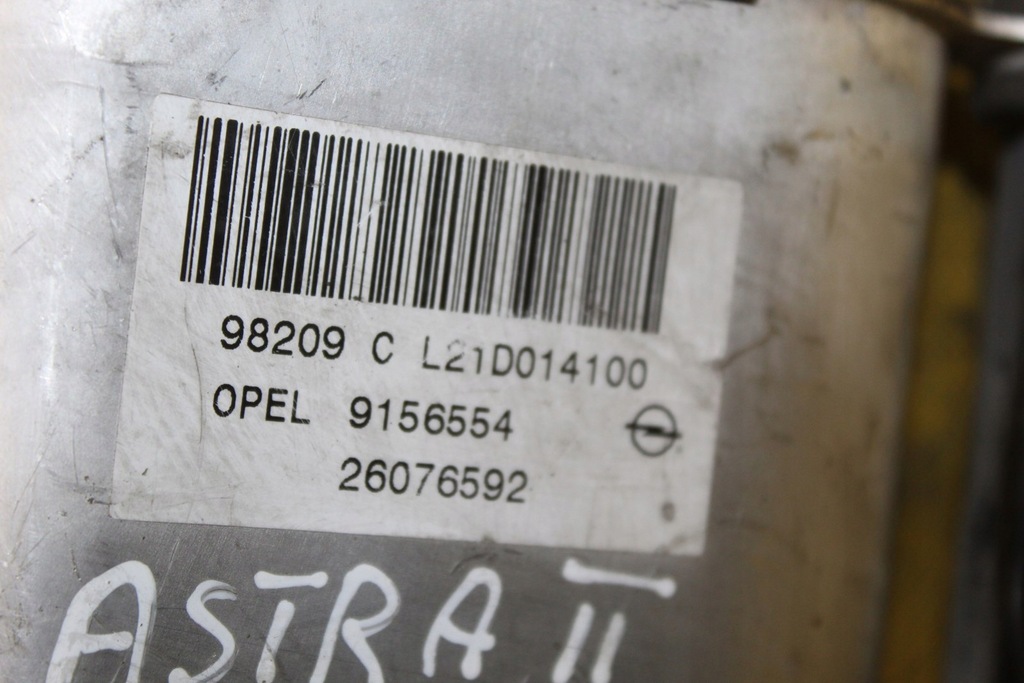 98209 C L21D014100
OPEL 9156554
26076592
ASTRA II